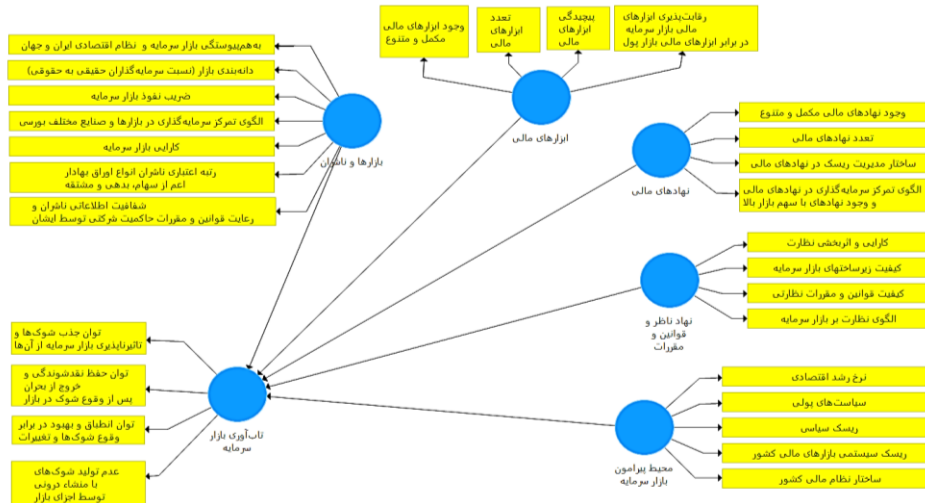 رقابت‌پذیری ابزارهای
مالی بازار سرمایه
در برابر ابزارهای مالی بازار پول
پیچیدگی
ابزارهای
مالی
تعدد
ابزارهای
مالی
وجود ابزارهای مالی
مکمل و متنوع
ابزارهای مالی
به‌هم‌پیوستگی بازار سرمایه و نظام اقتصادی ایران و جهان
دانه‌بندی بازار (نسبت سرمایه‌گذاران حقیقی به حقوقی)
ضریب نفوذ بازار سرمایه
الگوی تمرکز سرمایه‌گذاری در بازارها و صنایع مختلف بورسی
کارایی بازار سرمایه
رتبه اعتباری ناشران انواع اوراق بهادار
اعم از سهام، بدهی و مشتقه
شفافیت اطلاعاتی ناشران و
رعایت قوانین و مقررات حاکمیت شرکتی توسط ایشان
بازارها و ناشران
وجود نهادهای مالی مکمل و متنوع
تعدد نهادهای مالی
ساختار مدیریت ریسک در نهادهای مالی
الگوی تمرکز سرمایه‌گذاری در نهادهای مالی
و وجود نهادهای با سهم بازار بالا
نهادهای مالی
کارایی و اثربخشی نظارت
کیفیت زیرساختهای بازار سرمایه
کیفیت قوانین و مقررات نظارتی
الگوی نظارت بر بازار سرمایه
نهاد ناظر و
قوانین و
مقررات
نرخ رشد اقتصادی
سیاست‌های پولی
ریسک سیاسی
ریسک سیستمی بازارهای مالی کشور
ساختار نظام مالی کشور
محیط پیرامون
بازار سرمایه
توان جذب شوک‌ها و
تاثیرناپذیری بازار سرمایه از آن‌ها
توان حفظ نقدشوندگی و
خروج از بحران
پس از وقوع شوک در بازار
توان انطباق و بهبود در برابر
وقوع شوک‌ها و تغییرات
عدم تولید شوک‌های
با منشاء درونی
توسط اجزای بازار
تاب‌آوری بازار
سرمایه